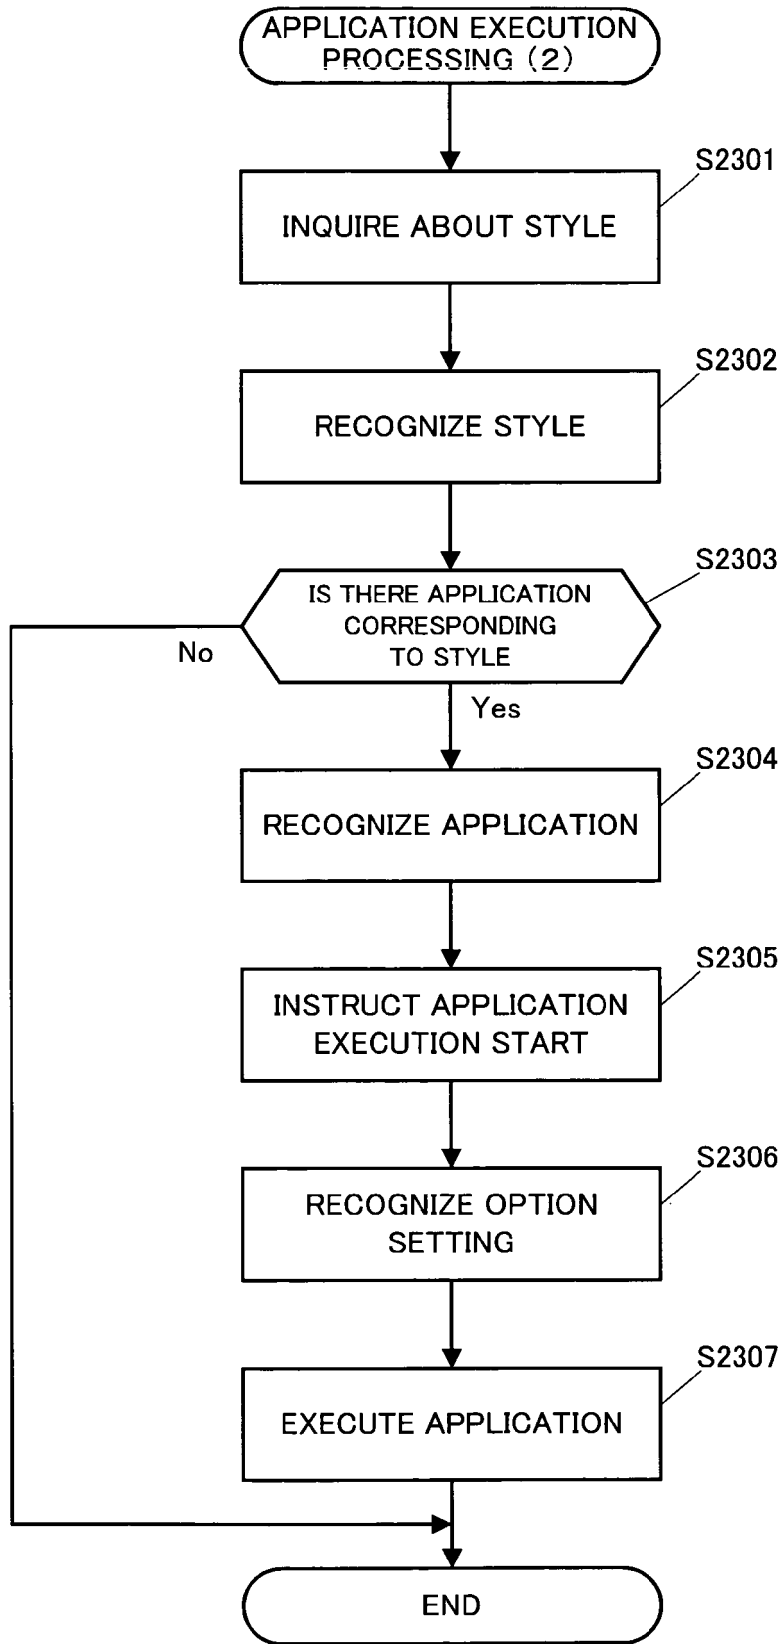 APPLICATION EXECUTION
PROCESSING (2)
S2301
INQUIRE ABOUT STYLE
S2302
RECOGNIZE STYLE
S2303
IS THERE APPLICATION
CORRESPONDING
TO STYLE
No
Yes
S2304
RECOGNIZE APPLICATION
S2305
INSTRUCT APPLICATION
EXECUTION START
S2306
RECOGNIZE OPTION
SETTING
S2307
EXECUTE APPLICATION
END